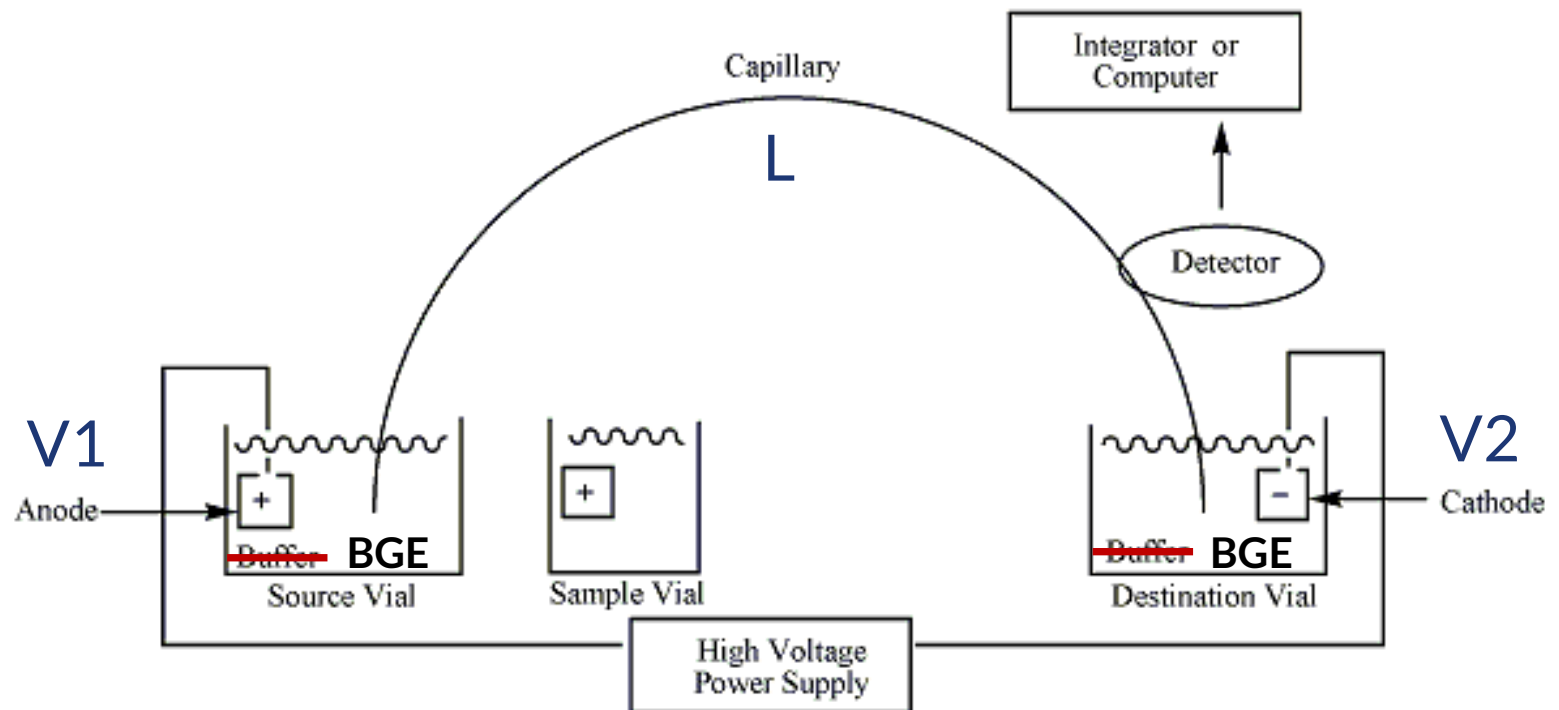 Capillary
L
Integrator or
Computer
Detector
V1
Anode
+
Buffer BGE
Source Vial
+
Sample Vial
V2
Cathode
−
Buffer BGE
Destination Vial
High Voltage
Power Supply